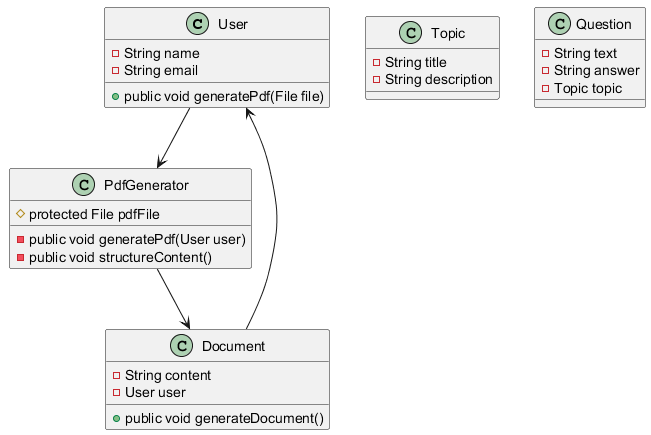 C User
String name
String email
public void generatePdf(File file)
C Topic
String title
String description
C Question
String text
String answer
Topic topic
C PdfGenerator
protected File pdfFile
public void generatePdf(User user)
public void structureContent()
C Document
String content
User user
public void generateDocument()